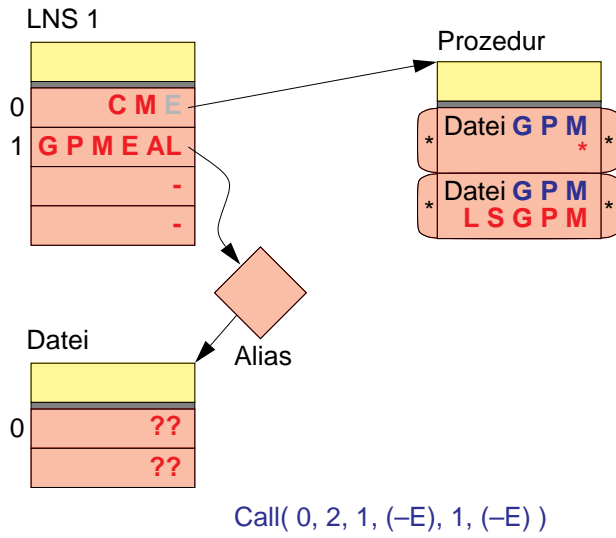 LNS 1
0 C M E
1 G P M E AL
-
-
Prozedur
* Datei G P M *
*
* Datei G P M *
L S G P M
Alias
Datei
0 ??
??
Call( 0, 2, 1, (–E), 1, (–E) )